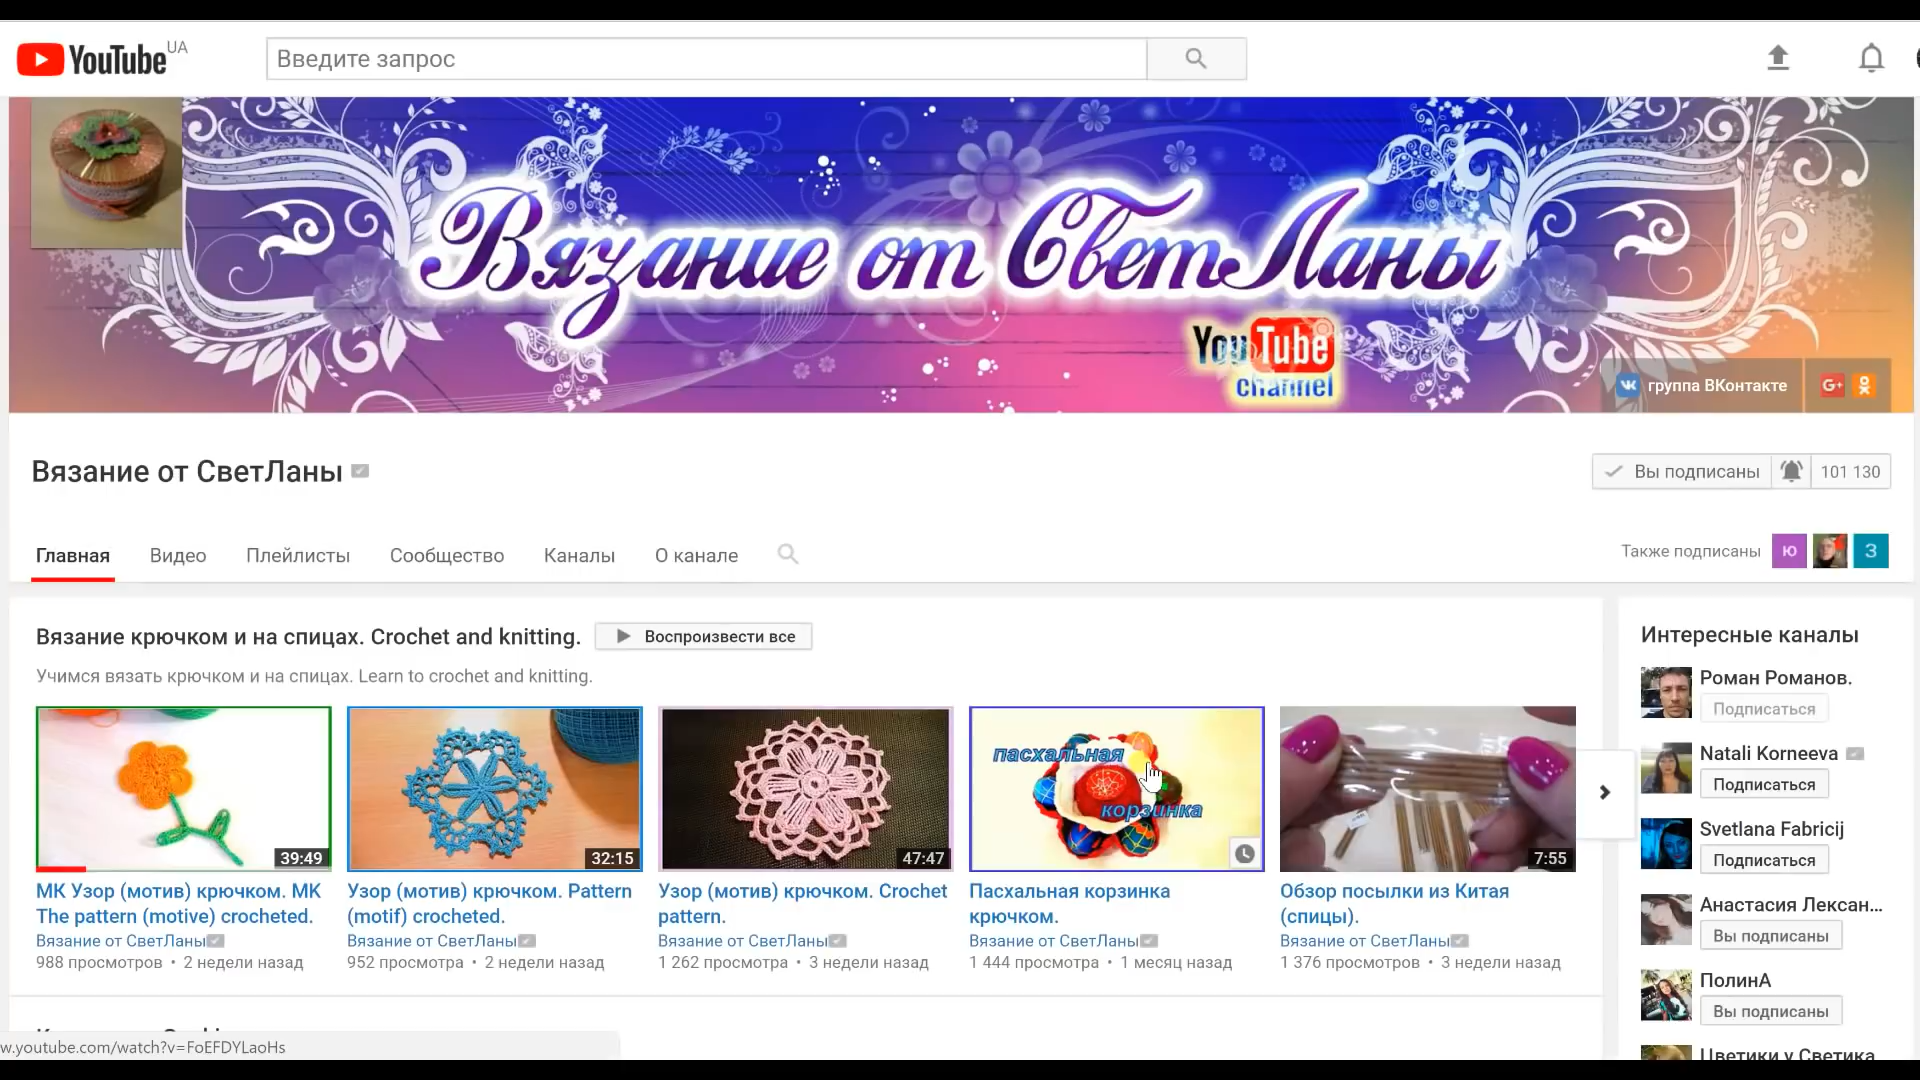 YouTube UA
Введите запрос
Вязание от СветЛаны
YouTube
channel
группа ВКонтакте
G+
Вязание от СветЛаны
Вы подписаны
101 130
Главная
Видео
Плейлисты
Сообщество
Каналы
О канале
Также подписаны
Ю
З
Вязание крючком и на спицах. Crochet and knitting.
Воспроизвести все
Учимся вязать крючком и на спицах. Learn to crochet and knitting.
39:49
МК Узор (мотив) крючком. МК
The pattern (motive) crocheted.
Вязание от СветЛаны
988 просмотров • 2 недели назад
32:15
Узор (мотив) крючком. Pattern
(motif) crocheted.
Вязание от СветЛаны
952 просмотра • 2 недели назад
47:47
Узор (мотив) крючком. Crochet
pattern.
Вязание от СветЛаны
1 262 просмотра • 3 недели назад
пасхальная
корзинка
Пасхальная корзинка
крючком.
Вязание от СветЛаны
1 444 просмотра • 1 месяц назад
7:55
Обзор посылки из Китая
(спицы).
Вязание от СветЛаны
1 376 просмотров • 3 недели назад
Интересные каналы
Роман Романов.
Подписаться
Natali Korneeva
Подписаться
Svetlana Fabricij
Подписаться
Анастасия Лексан...
Вы подписаны
ПолинА
Вы подписаны
Цветики у Светика
w.youtube.com/watch?v=FoEFDYLaoHs